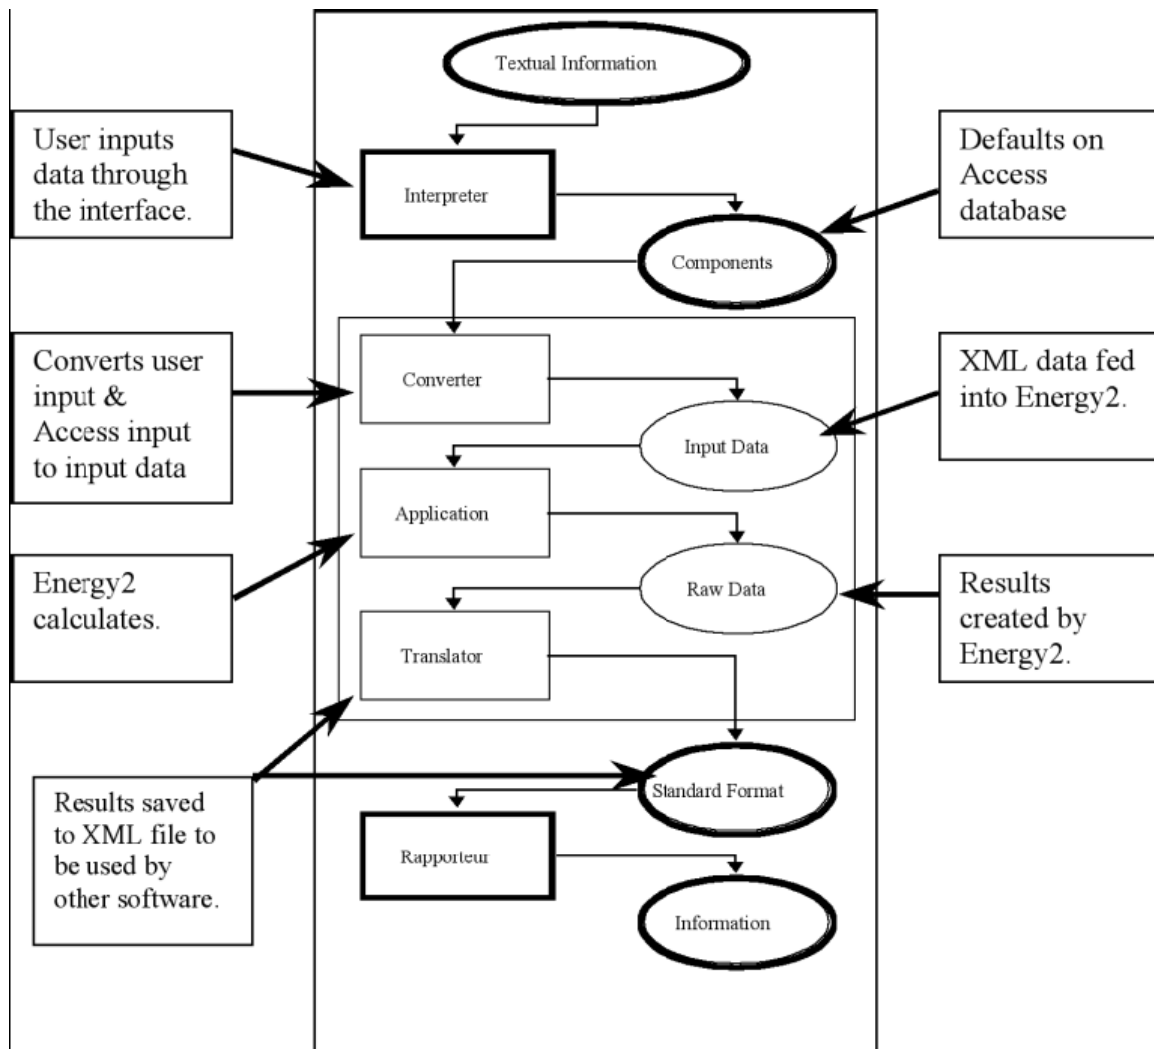 Textual Information
User inputs
data through
the interface.
Interpreter
Defaults on
Access
database
Components
Converts user
input &
Access input
to input data
Converter
XML data fed
into Energy2.
Input Data
Application
Energy2
calculates.
Raw Data
Results
created by
Energy2.
Translator
Results saved
to XML file to
be used by
other software.
Standard Format
Rapporteur
Information